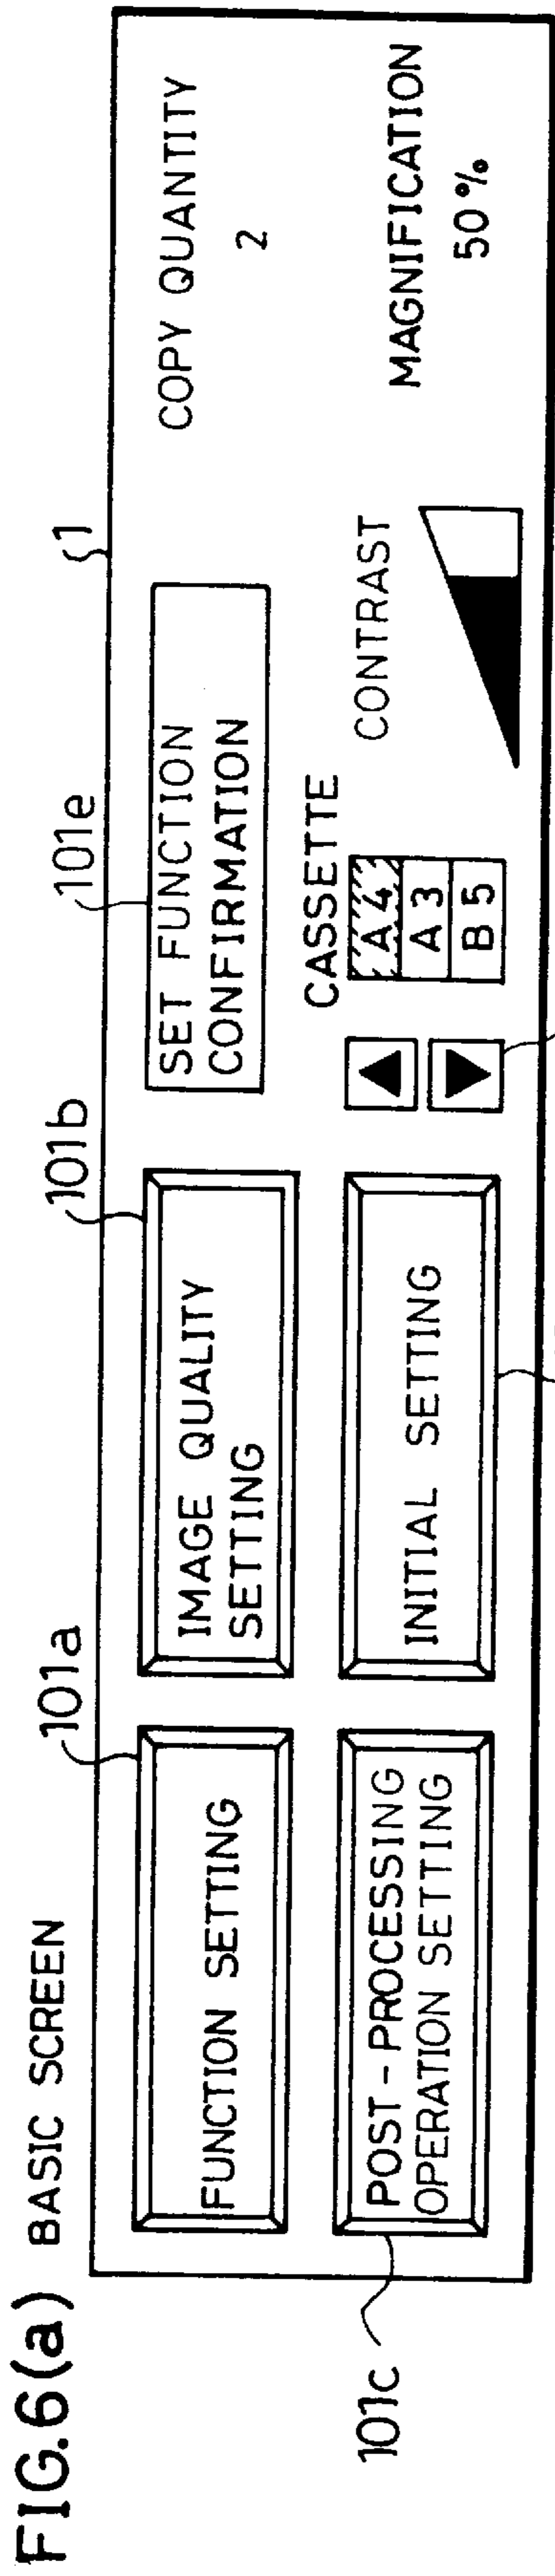 FIG.6(a) BASIC SCREEN
101a
101b
101e
1
FUNCTION SETTING
IMAGE QUALITY
SETTING
SET FUNCTION
CONFIRMATION
COPY QUANTITY
2
101c
POST-PROCESSING
OPERATION SETTING
INITIAL SETTING
CASSETTE
A4
A3
B5
CONTRAST
MAGNIFICATION
50%